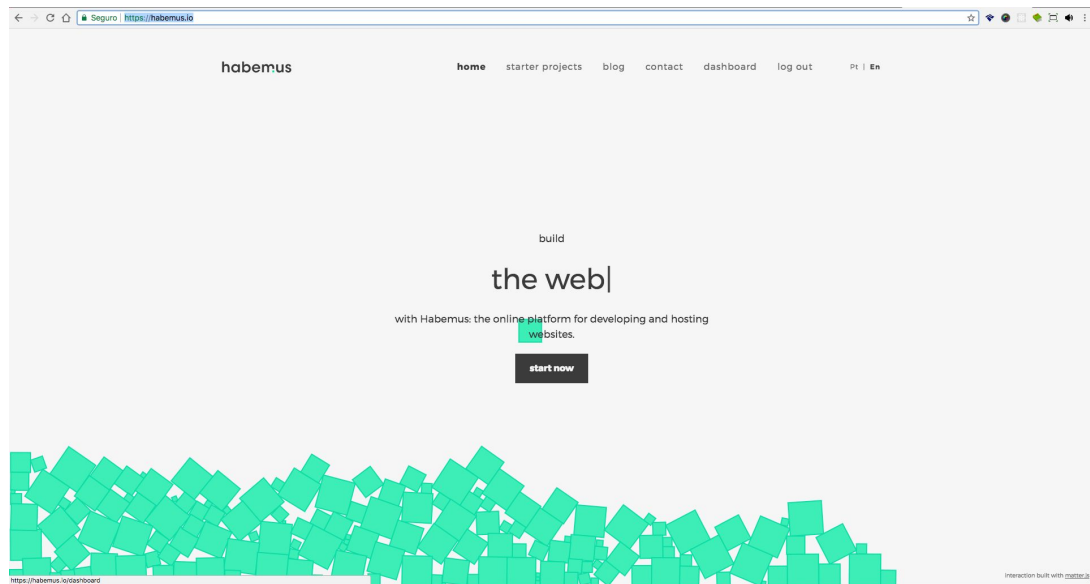 Seguro | https://habemus.io
habemus
home starter projects blog contact dashboard log out Pt | En
build
the web|
with Habemus: the online platform for developing and hosting
websites.
start now
https://habemus.io/dashboard
Interaction built with matter.js